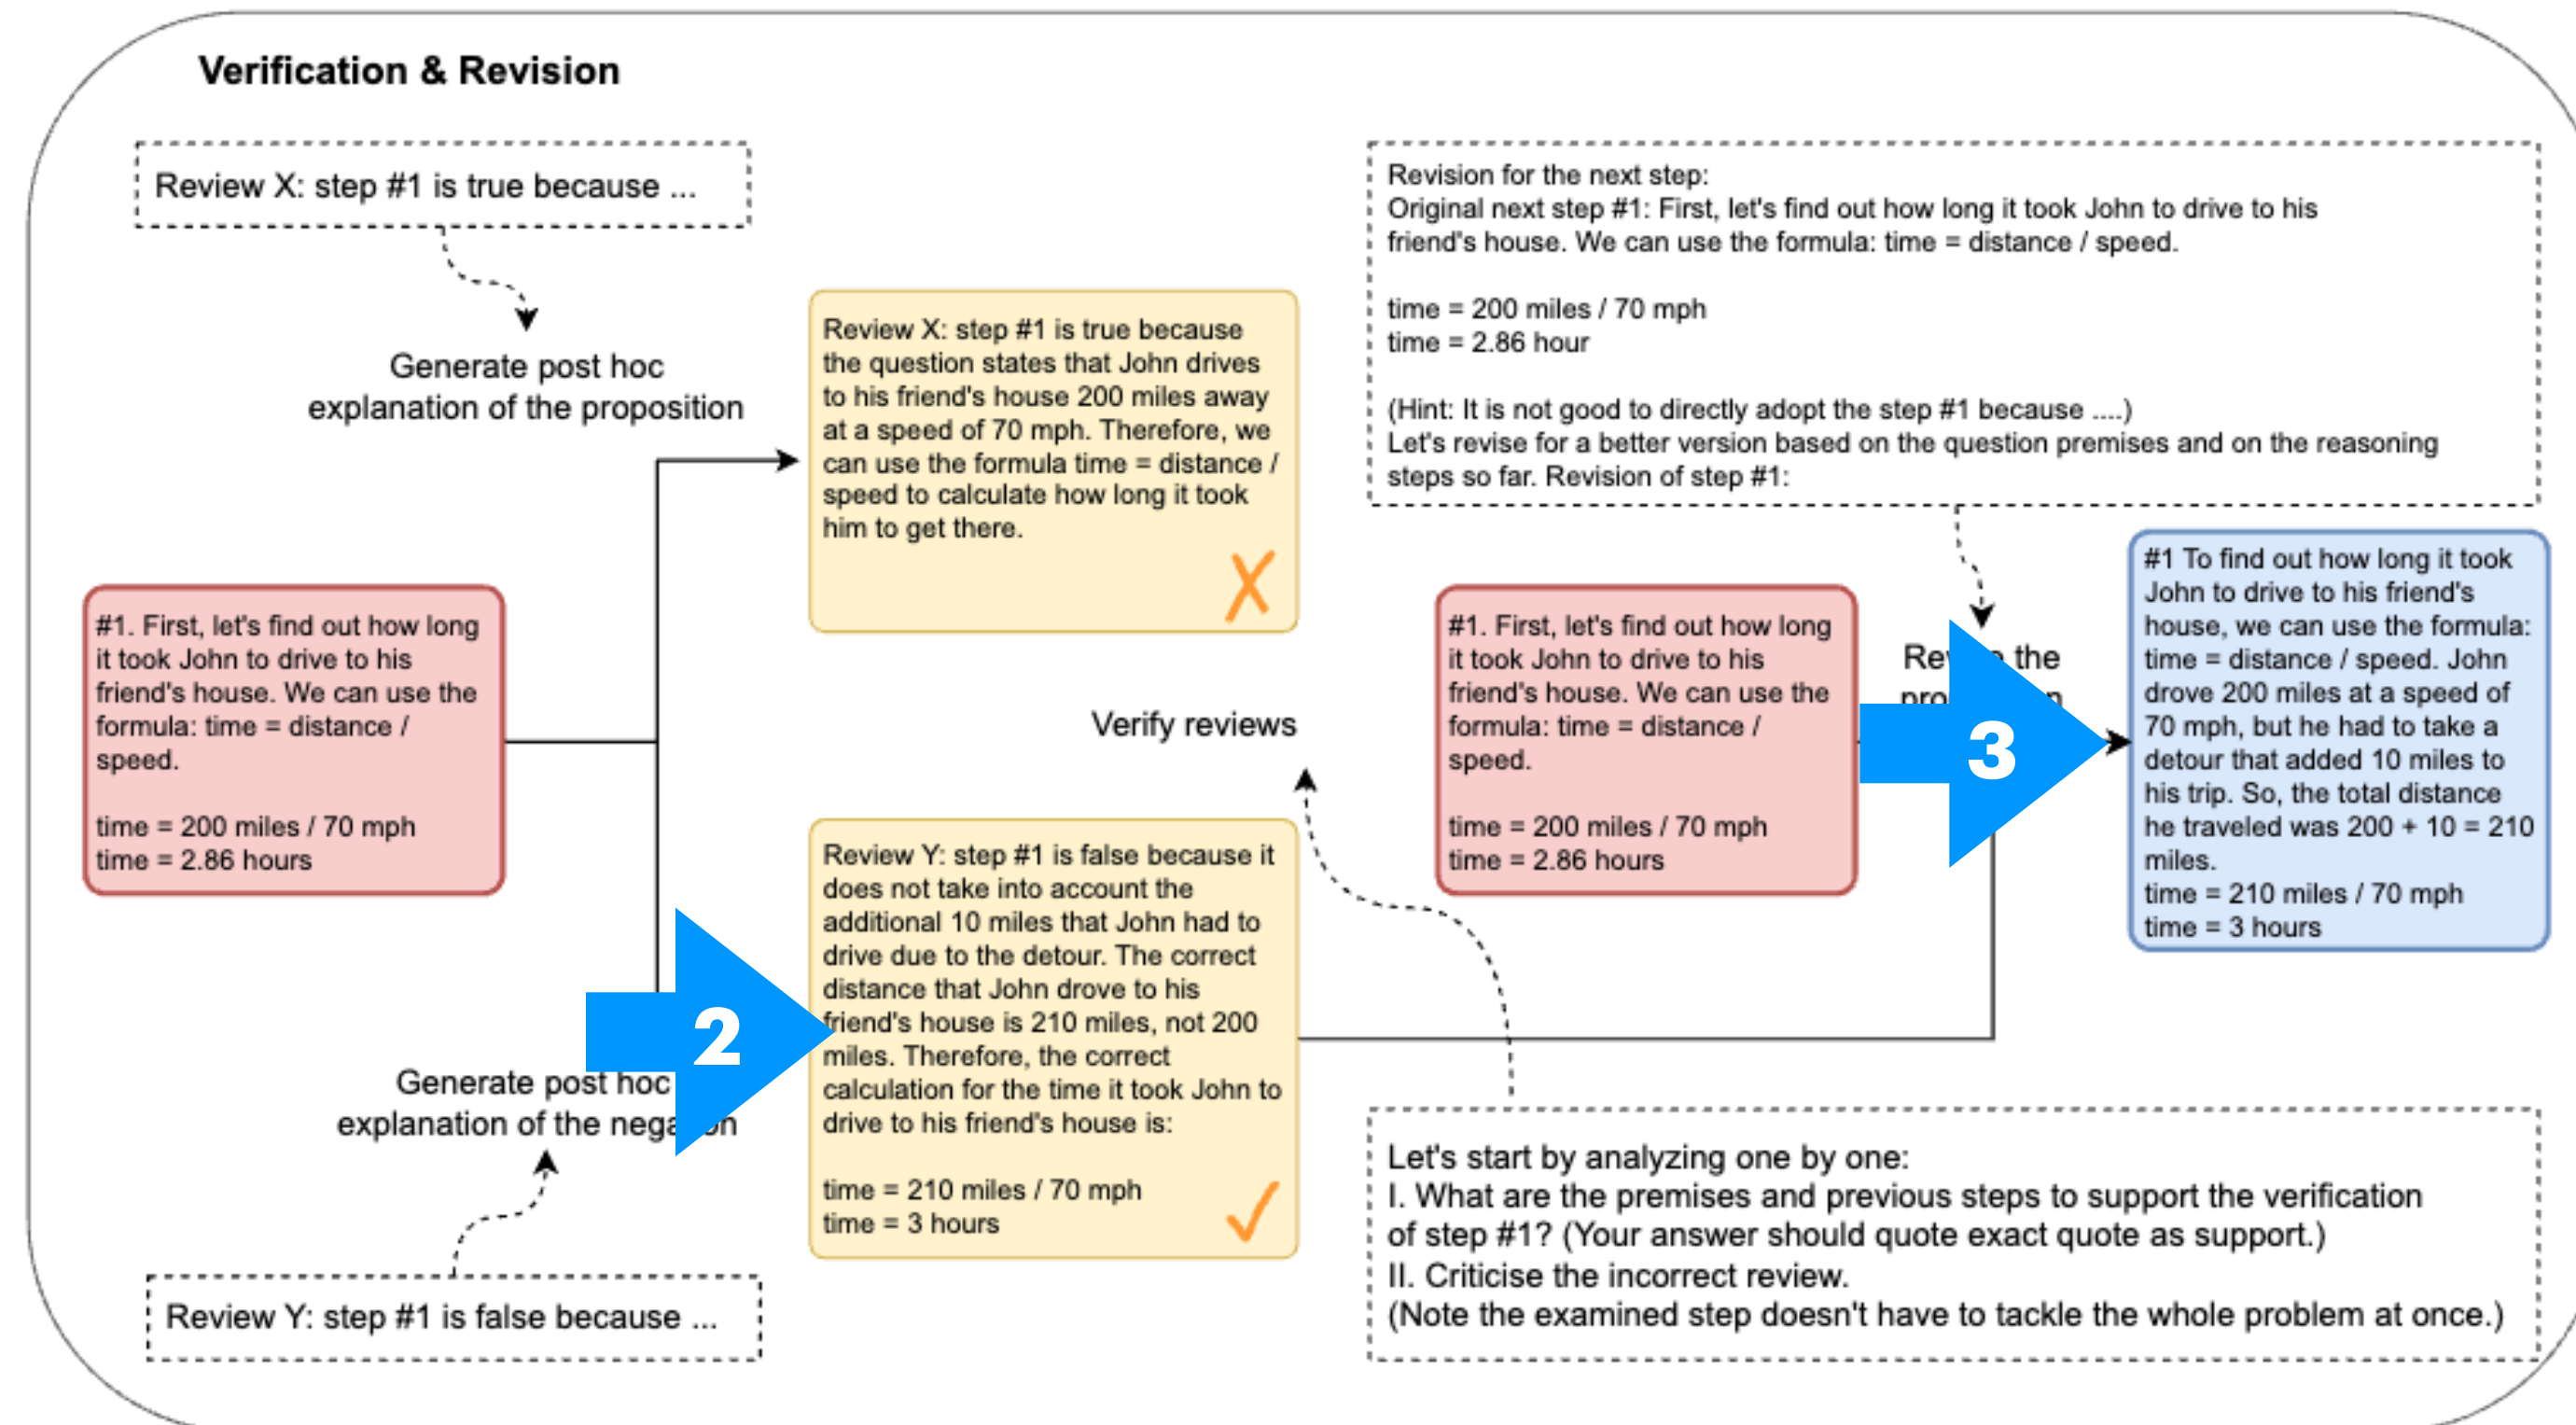 Verification & Revision
Review X: step #1 is true because ...
Generate post hoc
explanation of the proposition
#1. First, let's find out how long
it took John to drive to his
friend's house. We can use the
formula: time = distance /
speed.
time = 200 miles / 70 mph
time = 2.86 hours
2
Generate post hoc
explanation of the
Review Y: step #1 is false because ...
Review X: step #1 is true because
the question states that John drives
to his friend's house 200 miles away
at a speed of 70 mph. Therefore, we
can use the formula time = distance /
speed to calculate how long it took
him to get there.
Review Y: step #1 is false because it
does not take into account the
additional 10 miles that John had to
drive due to the detour. The correct
distance that John drove to his
friend's house is 210 miles, not 200
miles. Therefore, the correct
calculation for the time it took John to
drive to his friend's house is:
time = 210 miles / 70 mph
time = 3 hours
Verify reviews
Revision for the next step:
Original next step #1: First, let's find out how long it took John to drive to his
friend's house. We can use the formula: time = distance / speed.
time = 200 miles / 70 mph
time = 2.86 hour
(Hint: It is not good to directly adopt the step #1 because ....)
Let's revise for a better version based on the question premises and on the reasoning
steps so far. Revision of step #1:
#1. First, let's find out how long
it took John to drive to his
friend's house. We can use the
formula: time = distance /
speed.
time = 200 miles / 70 mph
time = 2.86 hours
the
3
#1 To find out how long it took
John to drive to his friend's
house, we can use the formula:
time = distance / speed. John
drove 200 miles at a speed of
70 mph, but he had to take a
detour that added 10 miles to
his trip. So, the total distance
he traveled was 200 + 10 = 210
miles.
time = 210 miles / 70 mph
time = 3 hours
Let's start by analyzing one by one:
I. What are the premises and previous steps to support the verification
of step #1? (Your answer should quote exact quote as support.)
II. Criticise the incorrect review.
(Note the examined step doesn't have to tackle the whole problem at once.)